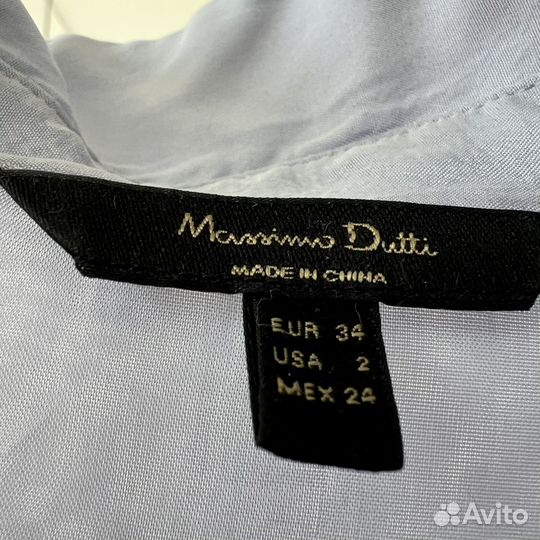 Massimo Dutti
MADE IN CHINA
EUR 34
USA 2
MEX 24
Avito